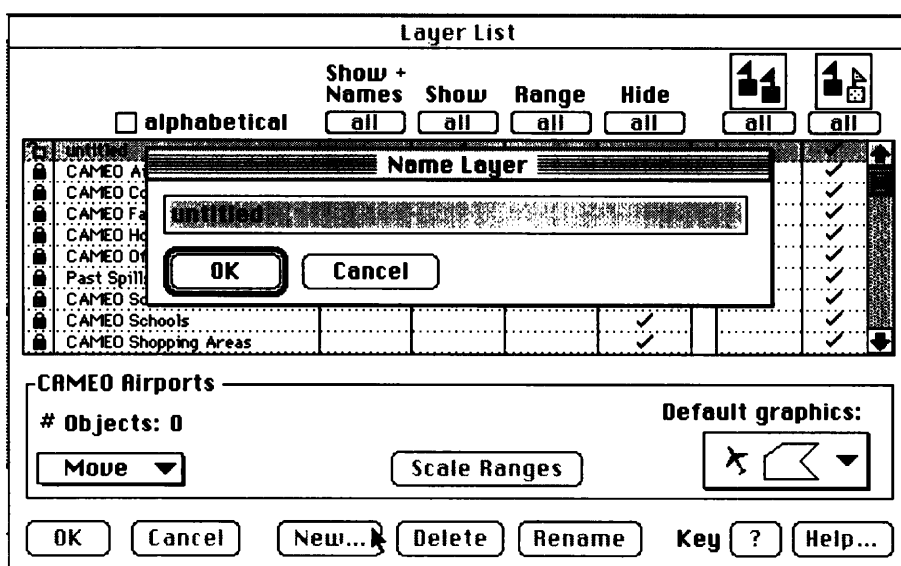 Layer List
Show +
Names Show Range Hide
alphabetical all all all all all all
untitled
Name Layer
CAMEO A
CAMEO Co
CAMEO Fa
untitled
CAMEO Ho
CAMEO Of
OK Cancel
Past Spills
CAMEO Sc
CAMEO Schools
CAMEO Shopping Areas
CAMEO Airports
# Objects: 0
Default graphics:
Move Scale Ranges
OK Cancel New... Delete Rename Key ? Help...